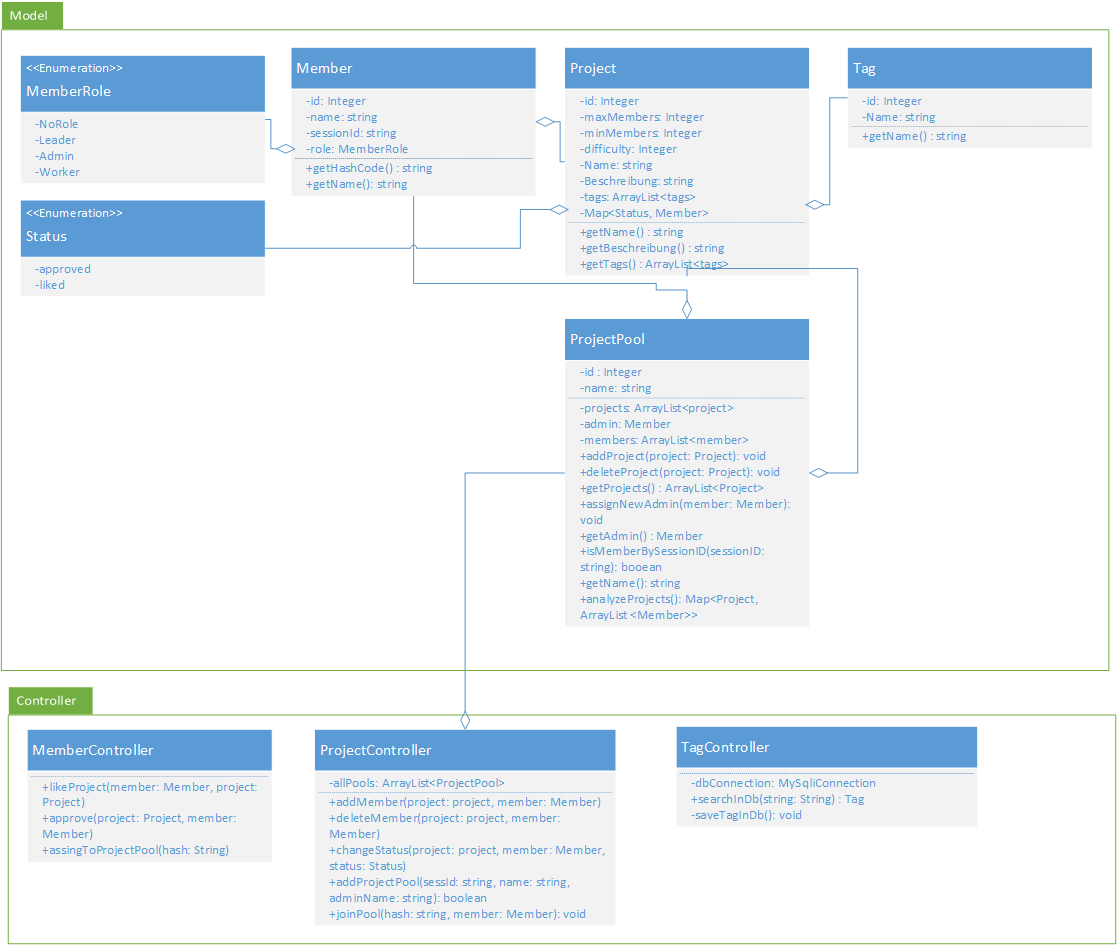 Model
<<Enumeration>>
MemberRole
-NoRole
-Leader
-Admin
-Worker
<<Enumeration>>
Status
-approved
-liked
Member
-id: Integer
-name: string
-sessionId: string
-role: MemberRole
+getHashCode() : string
+getName(): string
Project
-id: Integer
-maxMembers: Integer
-minMembers: Integer
-difficulty: Integer
-Name: string
-Beschreibung: string
-tags: ArrayList<tags>
-Map<Status, Member>
+getName() : string
+getBeschreibung() : string
+getTags() : ArrayList<tags>
Tag
-id: Integer
-Name: string
+getName() : string
ProjectPool
-id : Integer
-name: string
-projects: ArrayList<project>
-admin: Member
-members: ArrayList<member>
+addProject(project: Project): void
+deleteProject(project: Project): void
+getProjects() : ArrayList<Project>
+assignNewAdmin(member: Member):
void
+getAdmin() : Member
+isMemberBySessionID(sessionID:
string): booean
+getName(): string
+analyzeProjects(): Map<Project,
ArrayList <Member>>
Controller
MemberController
+likeProject(member: Member, project:
Project)
+approve(project: Project, member:
Member)
+assingToProjectPool(hash: String)
ProjectController
-allPools: ArrayList<ProjectPool>
+addMember(project: project, member: Member)
+deleteMember(project: project, member:
Member)
+changeStatus(project: project, member: Member,
status: Status)
+addProjectPool(sessId: string, name: string,
adminName: string): boolean
+joinPool(hash: string, member: Member): void
TagController
-dbConnection: MySqliConnection
+searchInDb(string: String) : Tag
-saveTagInDb(): void